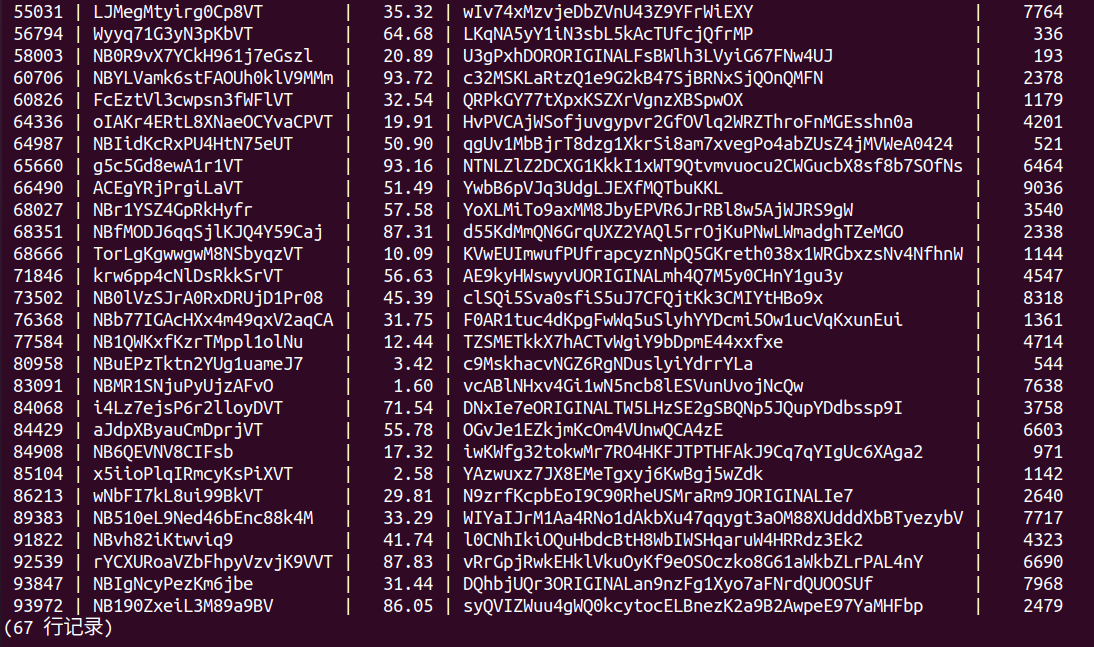 55031 | LJMegMtyirg0Cp8VT | 35.32 | wIv74xMzvjeDbZVnU43Z9YFrWiEXY | 7764
56794 | Wyyq71G3yN3pKbVT | 64.68 | LKqNA5yY1iN3sbL5kAcTUfcjQfrMP | 336
58003 | NB0R9vX7YCkH961j7eGszl | 20.89 | U3gPxhDORORIGINALFsBWlh3LVyiG67FNw4UJ | 193
60706 | NBYLVamk6stFAOUh0klV9MMm | 93.72 | c32MSKLaRtzQ1e9G2kB47SjBRNxSjQOnQMFN | 2378
60826 | FcEztVl3cwpsn3fWFlVT | 32.54 | QRPkGY77tXpxKSZXrVgnzXBSpwOX | 1179
64336 | oIAKr4ERtL8XNaeOCYvaCPVT | 19.91 | HvPVCAjWSofjuvgypvr2GfOVlq2WRZThroFnMGEsshn0a | 4201
64987 | NBIidKcRxPU4HtN75eUT | 50.90 | qgUv1MbBjrT8dzg1XkrSi8am7xvegPo4abZUsZ4jMVWeA0424 | 521
65660 | g5c5Gd8ewA1r1VT | 93.16 | NTNLZlZ2DCXG1KkkI1xWT9Qtvmvuocu2CWGucbX8sf8b7SOfNs | 6464
66490 | ACEgYRjPrgiLaVT | 51.49 | YwbB6pVJq3UdgLJEXfMQTbuKKL | 9036
68027 | NBr1YSZ4GpRkHyfr | 57.58 | YoXLMiTo9axMM8JbyEPVR6JrRBl8w5AjWJRS9gW | 3540
68351 | NBfMODJ6qqSjlKJQ4Y59Caj | 87.31 | d55KdMmQN6GrqUXZ2YAQl5rrOjKuPNwLWmadghTZeMGO | 2338
68666 | TorLgKgwwgwM8NSbyqzVT | 10.09 | KVwEUImwufPUfrapcyznNpQ5GKreth038x1WRGbxzsNv4NfhnW | 1144
71846 | krw6pp4cNlDsRkkSrVT | 56.63 | AE9kyHWswyvUORIGINALmh4Q7M5y0CHnY1gu3y | 4547
73502 | NB0lVzSJrA0RxDRUjD1Pr08 | 45.39 | clSQi5Sva0sfiS5uJ7CFQjtKk3CMIYtHBo9x | 8318
76368 | NBb77IGAcHXx4m49qxV2aqCA | 31.75 | F0AR1tuc4dKpgFwWq5uSlyhYYDcmi5Ow1ucVqKxunEui | 1361
77584 | NB1QWKxfKzrTMppl1olNu | 12.44 | TZSMETkkX7hACTvWgiY9bDpmE44xxfxe | 4714
80958 | NBuEPzTktn2YUg1uameJ7 | 3.42 | c9MskhacvNGZ6RgNDuslyiYdrrYLa | 544
83091 | NBMR1SNjuPyUjzAFvO | 1.60 | vcABlNHxv4Gi1wN5ncb8lESVunUvojNcQw | 7638
84068 | i4Lz7ejsP6r2lloyDVT | 71.54 | DNxIe7eORIGINALTW5LHzSE2gSBQNp5JQupYDdbssp9I | 3758
84429 | aJdpXByauCmDprjVT | 55.78 | OGvJe1EZkjmKcOm4VUnwQCA4zE | 6603
84908 | NB6QEVNV8CIFsb | 17.32 | iwKWfg32tokwMr7RO4HKFJTPTHFAkJ9Cq7qYIgUc6XAga2 | 971
85104 | x5iioPlqIRmcyKsPiXVT | 2.58 | YAzwuxz7JX8EMeTgxyj6KwBgj5wZdk | 1142
86213 | wNbFI7kL8ui99BkVT | 29.81 | N9zrfKcpbEoI9C90RheUSMraRm9JORIGINALIe7 | 2640
89383 | NB510eL9Ned46bEnc88k4M | 33.29 | WIYaIJrM1Aa4RNo1dAkbXu47qqygt3aOM88XUdddXbBTyezybV | 7717
91822 | NBvh82iKtwviq9 | 41.74 | l0CNhIkiOQuHbdcBtH8WbIWSHqaruW4HRRdz3Ek2 | 4323
92539 | rYCXURoaVZbFhpyVzvjK9VVT | 87.83 | vRrGpjRwkEHklVkuOyKf9eOSOczko8G61aWkbZLrPAL4nY | 6690
93847 | NBIgNcyPezKm6jbe | 31.44 | DQhbjUQr3ORIGINALan9nzFg1Xyo7aFNrdQUOOSUf | 7968
93972 | NB190ZxeiL3M89a9BV | 86.05 | syQVIZWuu4gWQ0kcytocELBnezK2a9B2AwpeE97YaMHFbp | 2479
(67 行记录)